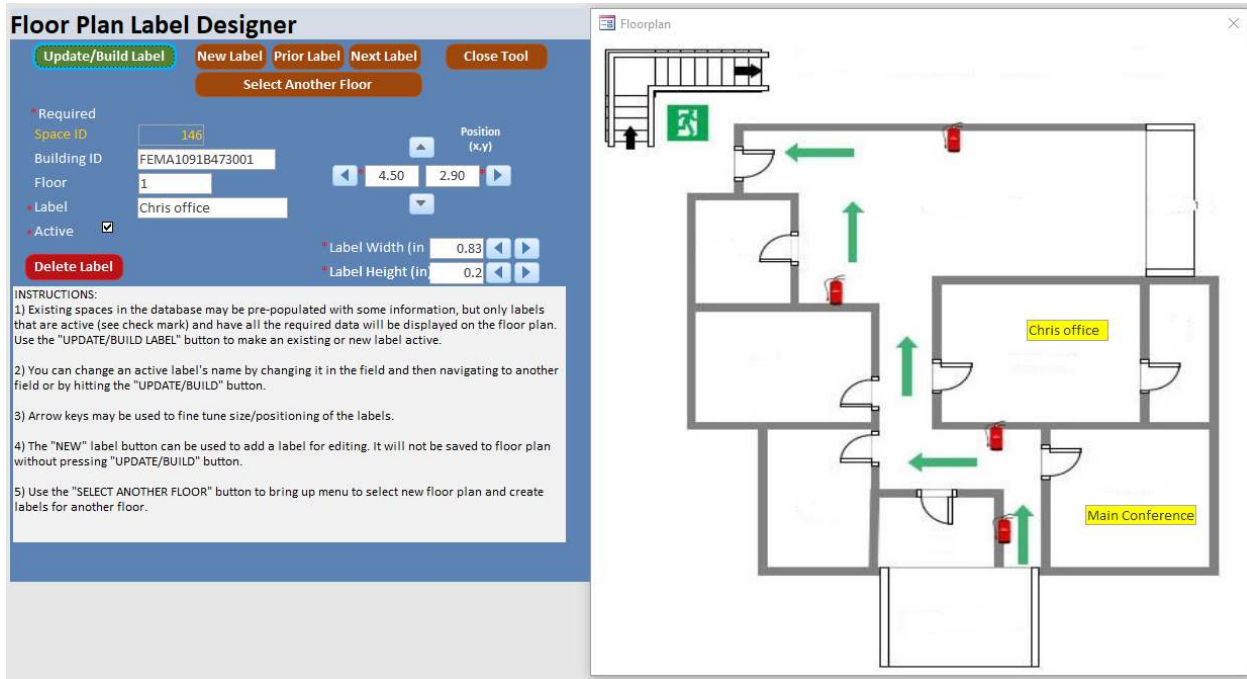 Floor Plan Label Designer
Update/Build Label New Label Prior Label Next Label Close Tool
Select Another Floor
*Required
Space ID 146
Position
(x,y)
Building ID FEMA1091B473001
* 4.50 2.90 *
Floor 1
*Label Chris office
*Active
*Label Width (in 0.83
Delete Label
*Label Height (in) 0.2
INSTRUCTIONS:
1) Existing spaces in the database may be pre-populated with some information, but only labels
that are active (see check mark) and have all the required data will be displayed on the floor plan.
Use the "UPDATE/BUILD LABEL" button to make an existing or new label active.
2) You can change an active label's name by changing it in the field and then navigating to another
field or by hitting the "UPDATE/BUILD" button.
3) Arrow keys may be used to fine tune size/positioning of the labels.
4) The "NEW" label button can be used to add a label for editing. It will not be saved to floor plan
without pressing "UPDATE/BUILD" button.
5) Use the "SELECT ANOTHER FLOOR" button to bring up menu to select new floor plan and create
labels for another floor.
Floorplan
Chris office
Main Conference